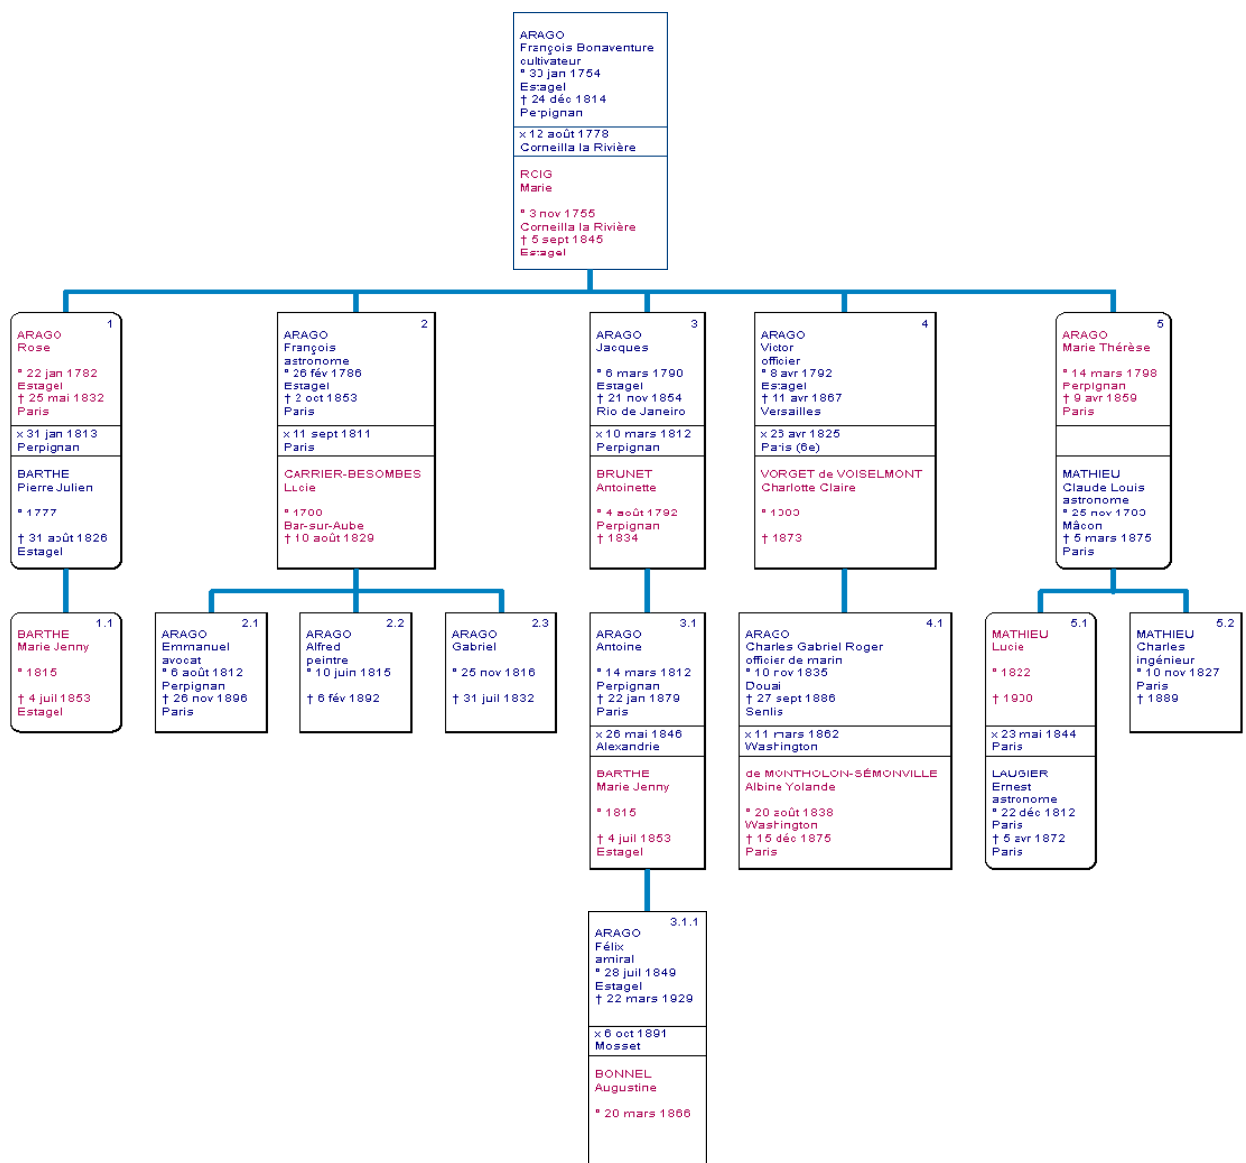 ARAGO
François Bonaventure
cultivateur
° 30 jan 1754
Estagel
† 24 déc 1814
Perpignan
x 12 août 1778
Corneilla la Rivière
ROIG
Marie
° 3 nov 1755
Corneilla la Rivière
† 5 sept 1845
Estagel
1
ARAGO
Rose
° 22 jan 1782
Estagel
† 25 mai 1832
Paris
x 31 jan 1813
Perpignan
BARTHE
Pierre Julien
° 1777
† 31 août 1826
Estagel
2
ARAGO
François
astronome
° 26 fév 1786
Estagel
† 2 oct 1853
Paris
x 11 sept 1811
Paris
CARRIER-BESOMBES
Lucie
°
Bar-sur-Aube
† 10 août 1829
3
ARAGO
Jacques
° 6 mars 1790
Estagel
† 21 nov 1854
Rio de Janeiro
x 10 mars 1812
Perpignan
BRUNET
Antoinette
° 4 août 1792
Perpignan
† 1834
4
ARAGO
Victor
officier
° 8 avr 1792
Estagel
† 11 avr 1867
Versailles
x 26 avr 1825
Paris (6e)
VORGET de VOISELMONT
Charlotte Claire
°
† 1873
5
ARAGO
Marie Thérèse
° 14 mars 1798
Perpignan
† 9 avr 1859
Paris
MATHIEU
Claude Louis
astronome
° 25 nov
Mâcon
† 5 mars 1875
Paris
1.1
BARTHE
Marie Jenny
° 1815
† 4 juil 1853
Estagel
2.1
ARAGO
Emmanuel
avocat
° 6 août 1812
Perpignan
† 26 nov 1896
Paris
2.2
ARAGO
Alfred
peintre
° 10 juin 1815
† 6 fév 1892
2.3
ARAGO
Gabriel
° 25 nov 1816
† 31 juil 1832
3.1
ARAGO
Antoine
° 14 mars 1812
Perpignan
† 22 jan 1879
Paris
x 26 mai 1846
Alexandrie
BARTHE
Marie Jenny
° 1815
† 4 juil 1853
Estagel
4.1
ARAGO
Charles Gabriel Roger
officier de marin
° 10 nov 1835
Douai
† 27 sept 1886
Senlis
x 11 mars 1862
Washington
de MONTHOLON-SÉMONVILLE
Albine Yolande
° 20 août 1838
Washington
† 15 déc 1875
Paris
5.1
MATHIEU
Lucie
° 1822
† 1900
x 23 mai 1844
Paris
LAUGIER
Ernest
astronome
° 22 déc 1812
Paris
† 5 avr 1872
Paris
5.2
MATHIEU
Charles
ingénieur
° 10 nov 1827
Paris
† 1889
3.1.1
ARAGO
Félix
amiral
° 28 juil 1849
Estagel
† 22 mars 1929
x 6 oct 1891
Mosset
BONNEL
Augustine
° 20 mars 1866